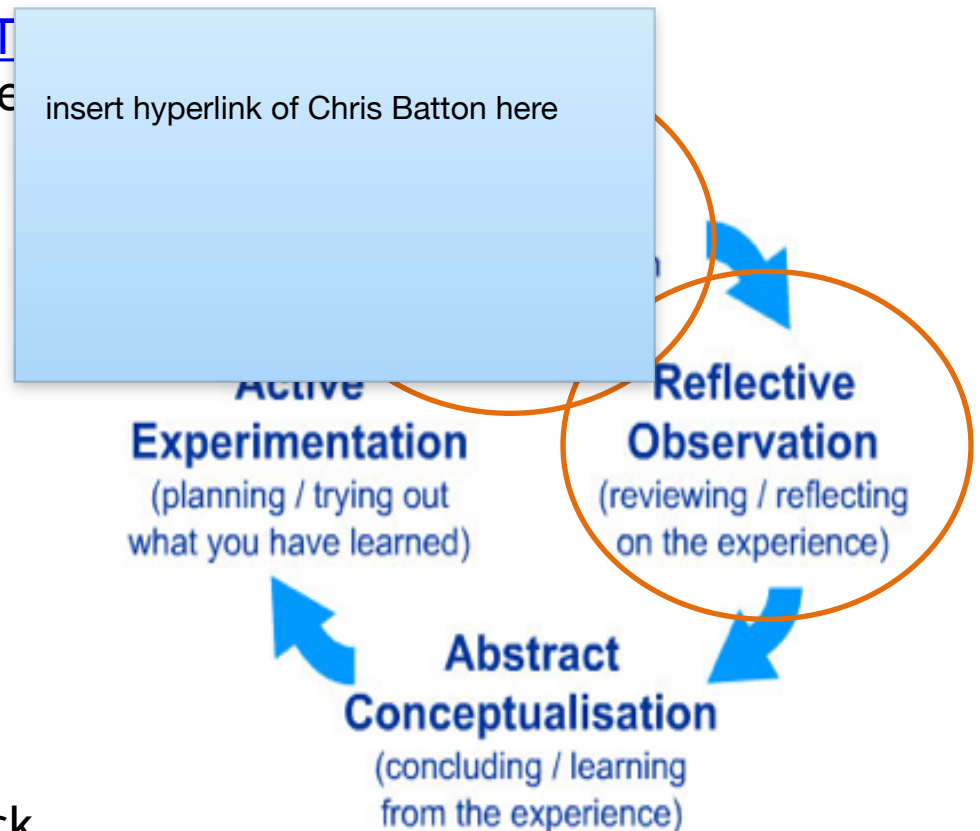 insert hyperlink of Chris Batton here
Active
Experimentation
(planning / trying out
what you have learned)
Reflective
Observation
(reviewing / reflecting
on the experience)
Abstract
Conceptualisation
(concluding / learning
from the experience)